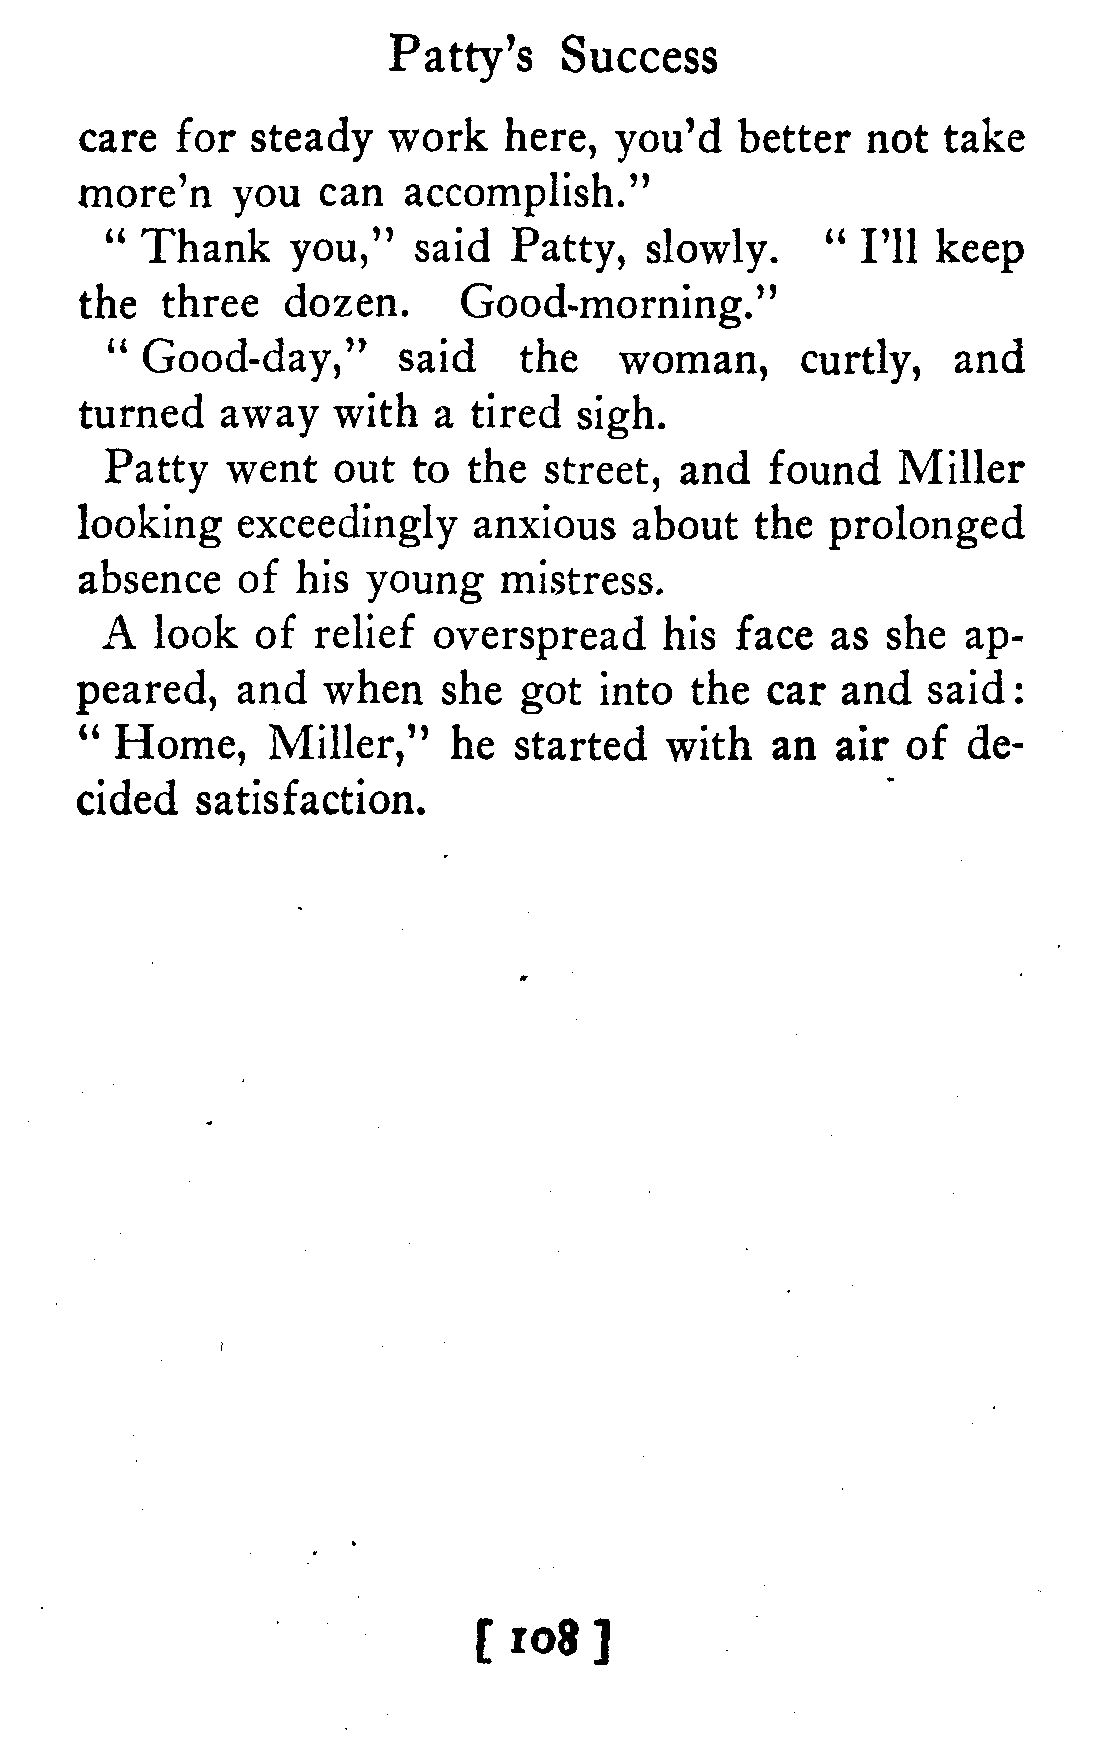 Patty's Success
care for steady work here, you'd better not take
more'n you can accomplish."
" Thank you," said Patty, slowly. " I'll keep
the three dozen. Good-morning."
" Good-day," said the woman, curtly, and
turned away with a tired sigh.
Patty went out to the street, and found Miller
looking exceedingly anxious about the prolonged
absence of his young mistress.
A look of relief overspread his face as she ap-
peared, and when she got into the car and said:
" Home, Miller," he started with an air of de-
cided satisfaction.
[ 108 ]